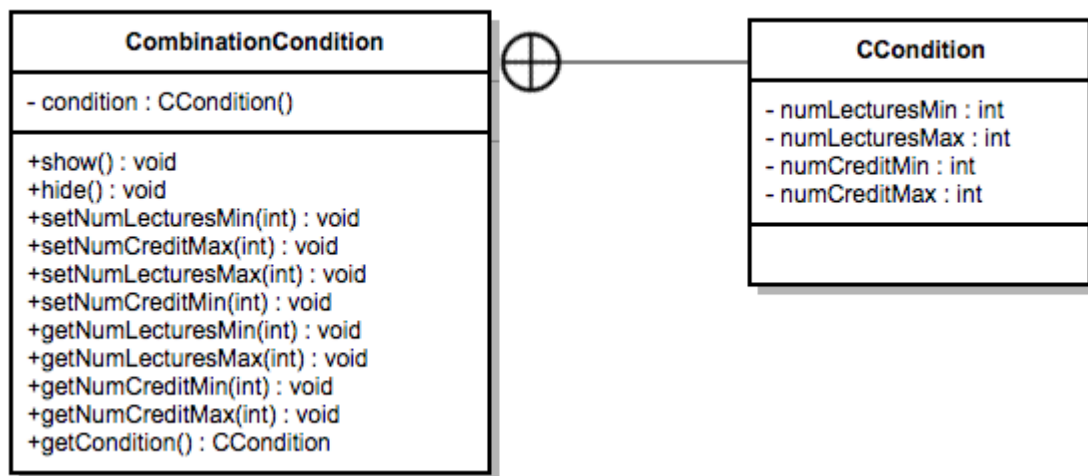 CombinationCondition
- condition : CCondition()
+show() : void
+hide() : void
+setNumLecturesMin(int) : void
+setNumCreditMax(int) : void
+setNumLecturesMax(int) : void
+setNumCreditMin(int) : void
+getNumLecturesMin(int) : void
+getNumLecturesMax(int) : void
+getNumCreditMin(int) : void
+getNumCreditMax(int) : void
+getCondition() : CCondition
CCondition
- numLecturesMin : int
- numLecturesMax : int
- numCreditMin : int
- numCreditMax : int